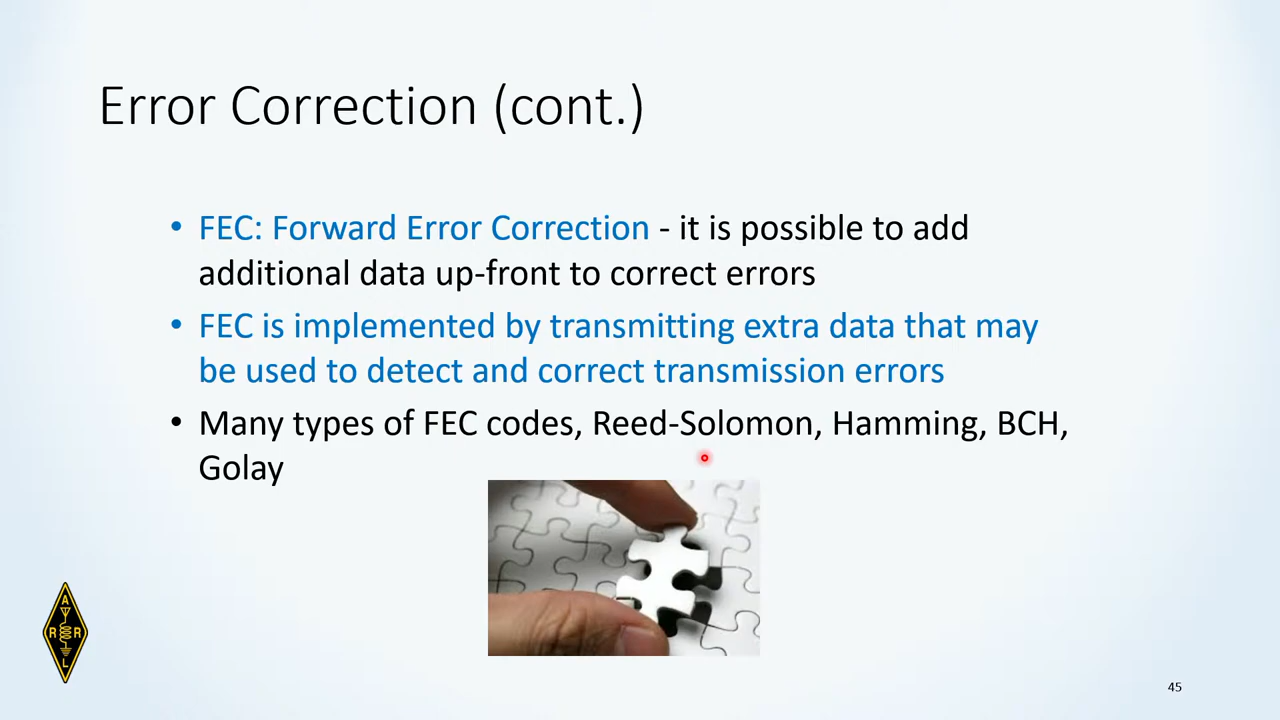 Error Correction (cont.)
• FEC: Forward Error Correction - it is possible to add
additional data up-front to correct errors
• FEC is implemented by transmitting extra data that may
be used to detect and correct transmission errors
• Many types of FEC codes, Reed-Solomon, Hamming, BCH,
Golay
A
R R
L
45